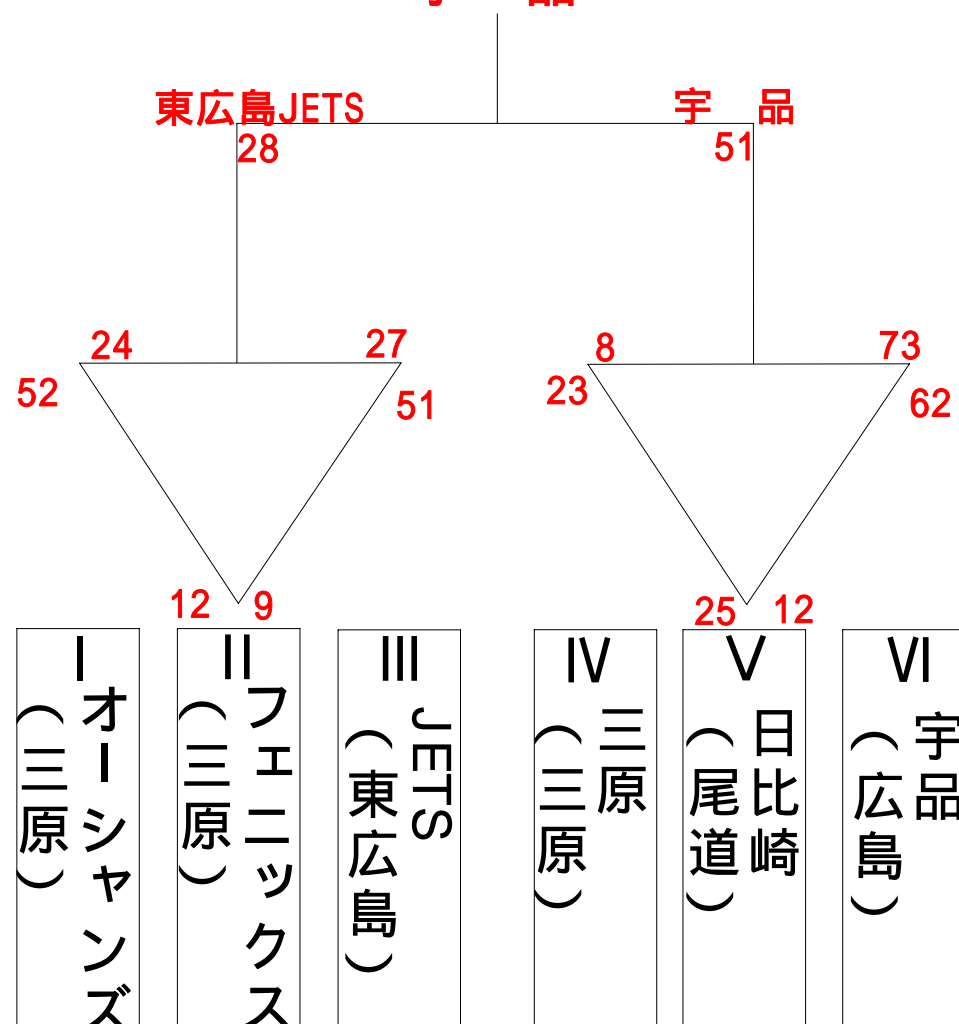 宇 品
東広島JETS
宇 品
28
51
24
27
8
73
52
51
23
62
12
9
25
12
Ⅰ
オーシャンズ
(三原)
Ⅱ
フェニックス
(三原)
Ⅲ
JETS
(東広島)
Ⅳ
三原
(三原)
Ⅴ
日比崎
(尾道)
Ⅵ
宇品
(広島)